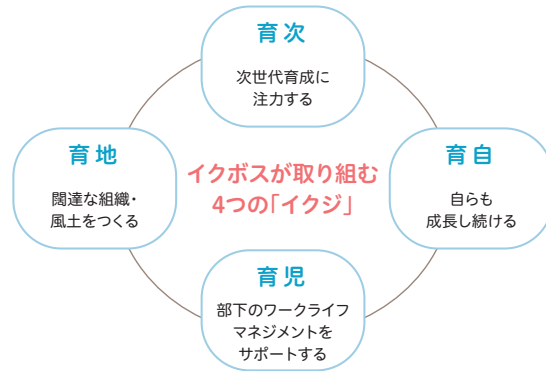 育次
次世代育成に
注力する
育地
闊達な組織・
風土をつくる
イクボスが取り組む
4つの「イクジ」
育自
自らも
成長し続ける
育児
部下のワークライフ
マネジメントを
サポートする